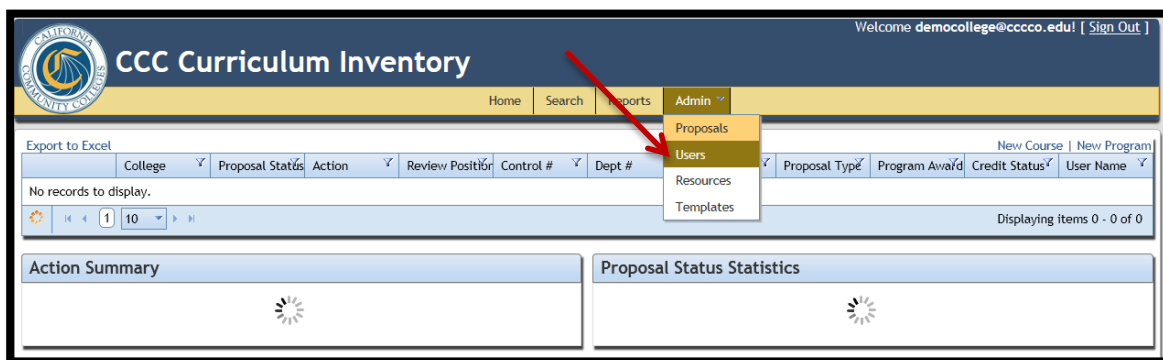 CALIFORNIA COMMUNITY COLLEGES
Welcome democollege@cccco.edu! [ Sign Out ]
CCC Curriculum Inventory
Home Search Reports Admin
Proposals
Users
Resources
Templates
Export to Excel New Course | New Program
College Proposal Status Action Review Position Control # Dept # Proposal Type Program Award Credit Status User Name
No records to display.
1 10 Displaying items 0 - 0 of 0
Action Summary Proposal Status Statistics